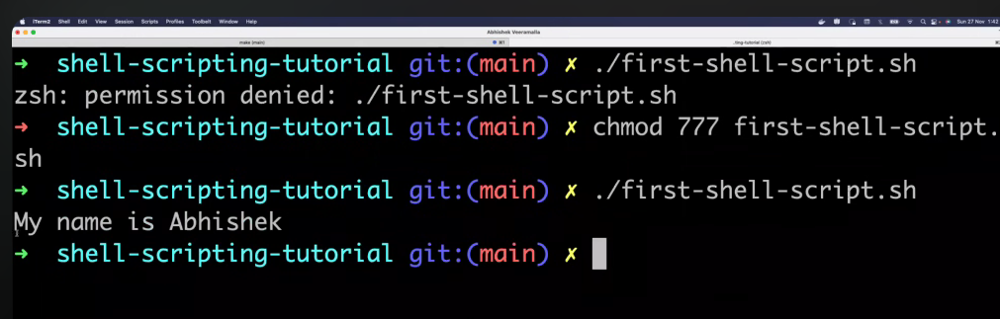 iTerm2 Shell Edit View Session Scripts Profiles Toolbelt Window Help Sun 27 Nov 1:42
Abhishek Veeramalla
make (main) ⌘1 ./ting-tutorial (zsh)
➜ shell-scripting-tutorial git:(main) ✗ ./first-shell-script.sh
zsh: permission denied: ./first-shell-script.sh
➜ shell-scripting-tutorial git:(main) ✗ chmod 777 first-shell-script.
sh
➜ shell-scripting-tutorial git:(main) ✗ ./first-shell-script.sh
My name is Abhishek
➜ shell-scripting-tutorial git:(main) ✗